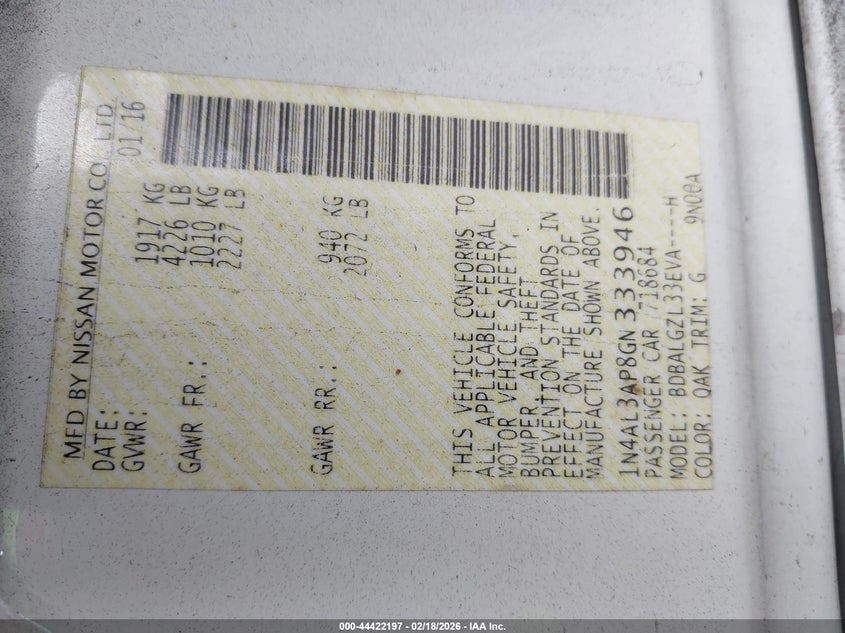 MFD BY NISSAN MOTOR CO., LTD.
DATE: 01/16
GVWR: 1917 KG
4226 LB
GAWR FR.: 1010 KG
2227 LB
GAWR RR.: 940 KG
2072 LB
THIS VEHICLE CONFORMS TO
ALL APPLICABLE FEDERAL
MOTOR VEHICLE SAFETY,
BUMPER AND THEFT
PREVENTION STANDARDS IN
EFFECT ON THE DATE OF
MANUFACTURE SHOWN ABOVE.
1N4AL3AP8GN333946
PASSENGER CAR 718684
MODEL: BDBALGZL33EVA----H
COLOR: QAK TRIM: G 9N00A
000-44422197 - 02/18/2026 - IAA Inc.